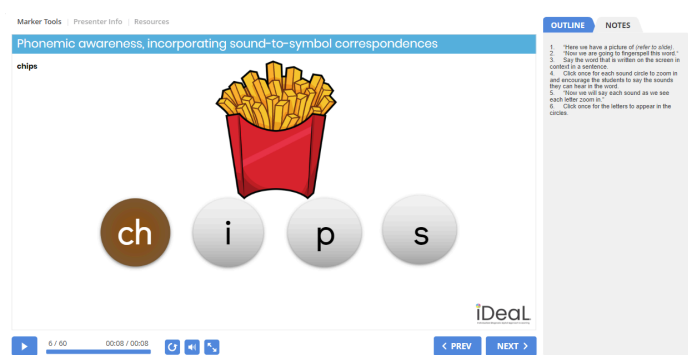 Marker Tools | Presenter Info | Resources
Phonemic awareness, incorporating sound-to-symbol correspondences
chips
ch i p s
iDeaL
6 / 60 00:08 / 00:08
< PREV NEXT >
OUTLINE NOTES
1. "Here we have a picture of (refer to slide).
2. "Now we are going to fingerspell this word."
3. Say the word that is written on the screen in
context in a sentence.
4. Click once for each sound circle to zoom in
and encourage the students to say the sounds
they can hear in the word.
5. "Now we will say each sound as we see
each letter zoom in."
6. Click once for the letters to appear in the
circles.